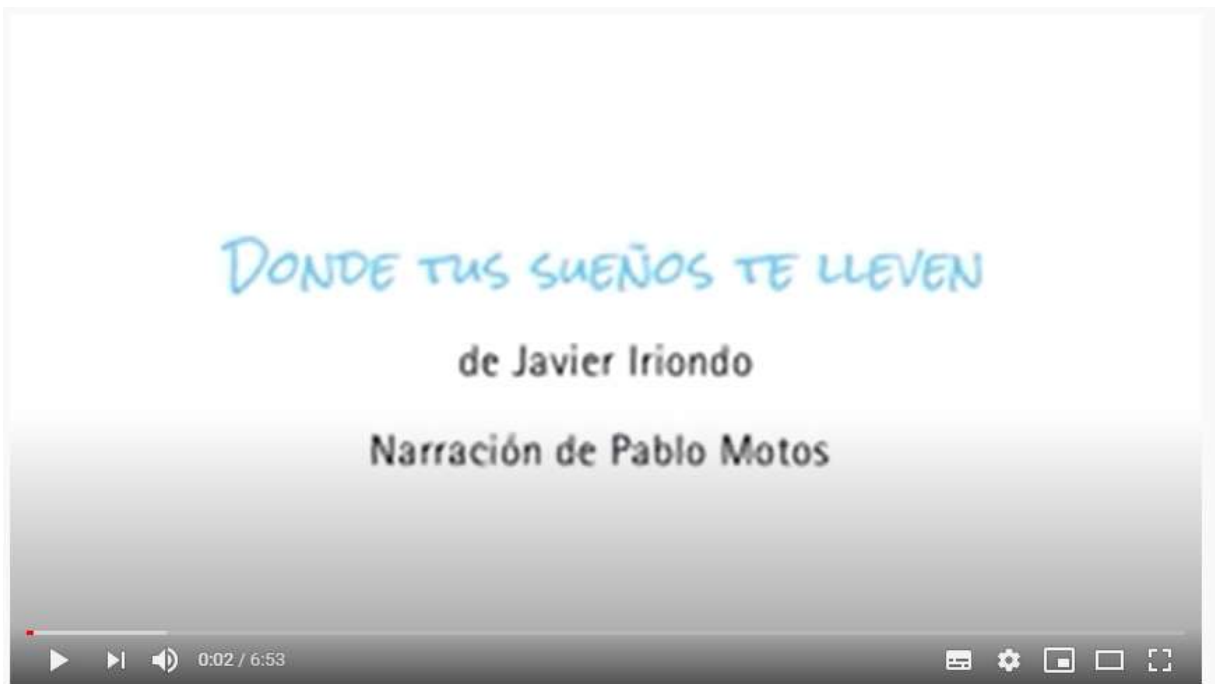 DONDE TUS SUEÑOS TE LLEVEN
de Javier Iriondo
Narración de Pablo Motos
0:02 / 6:53